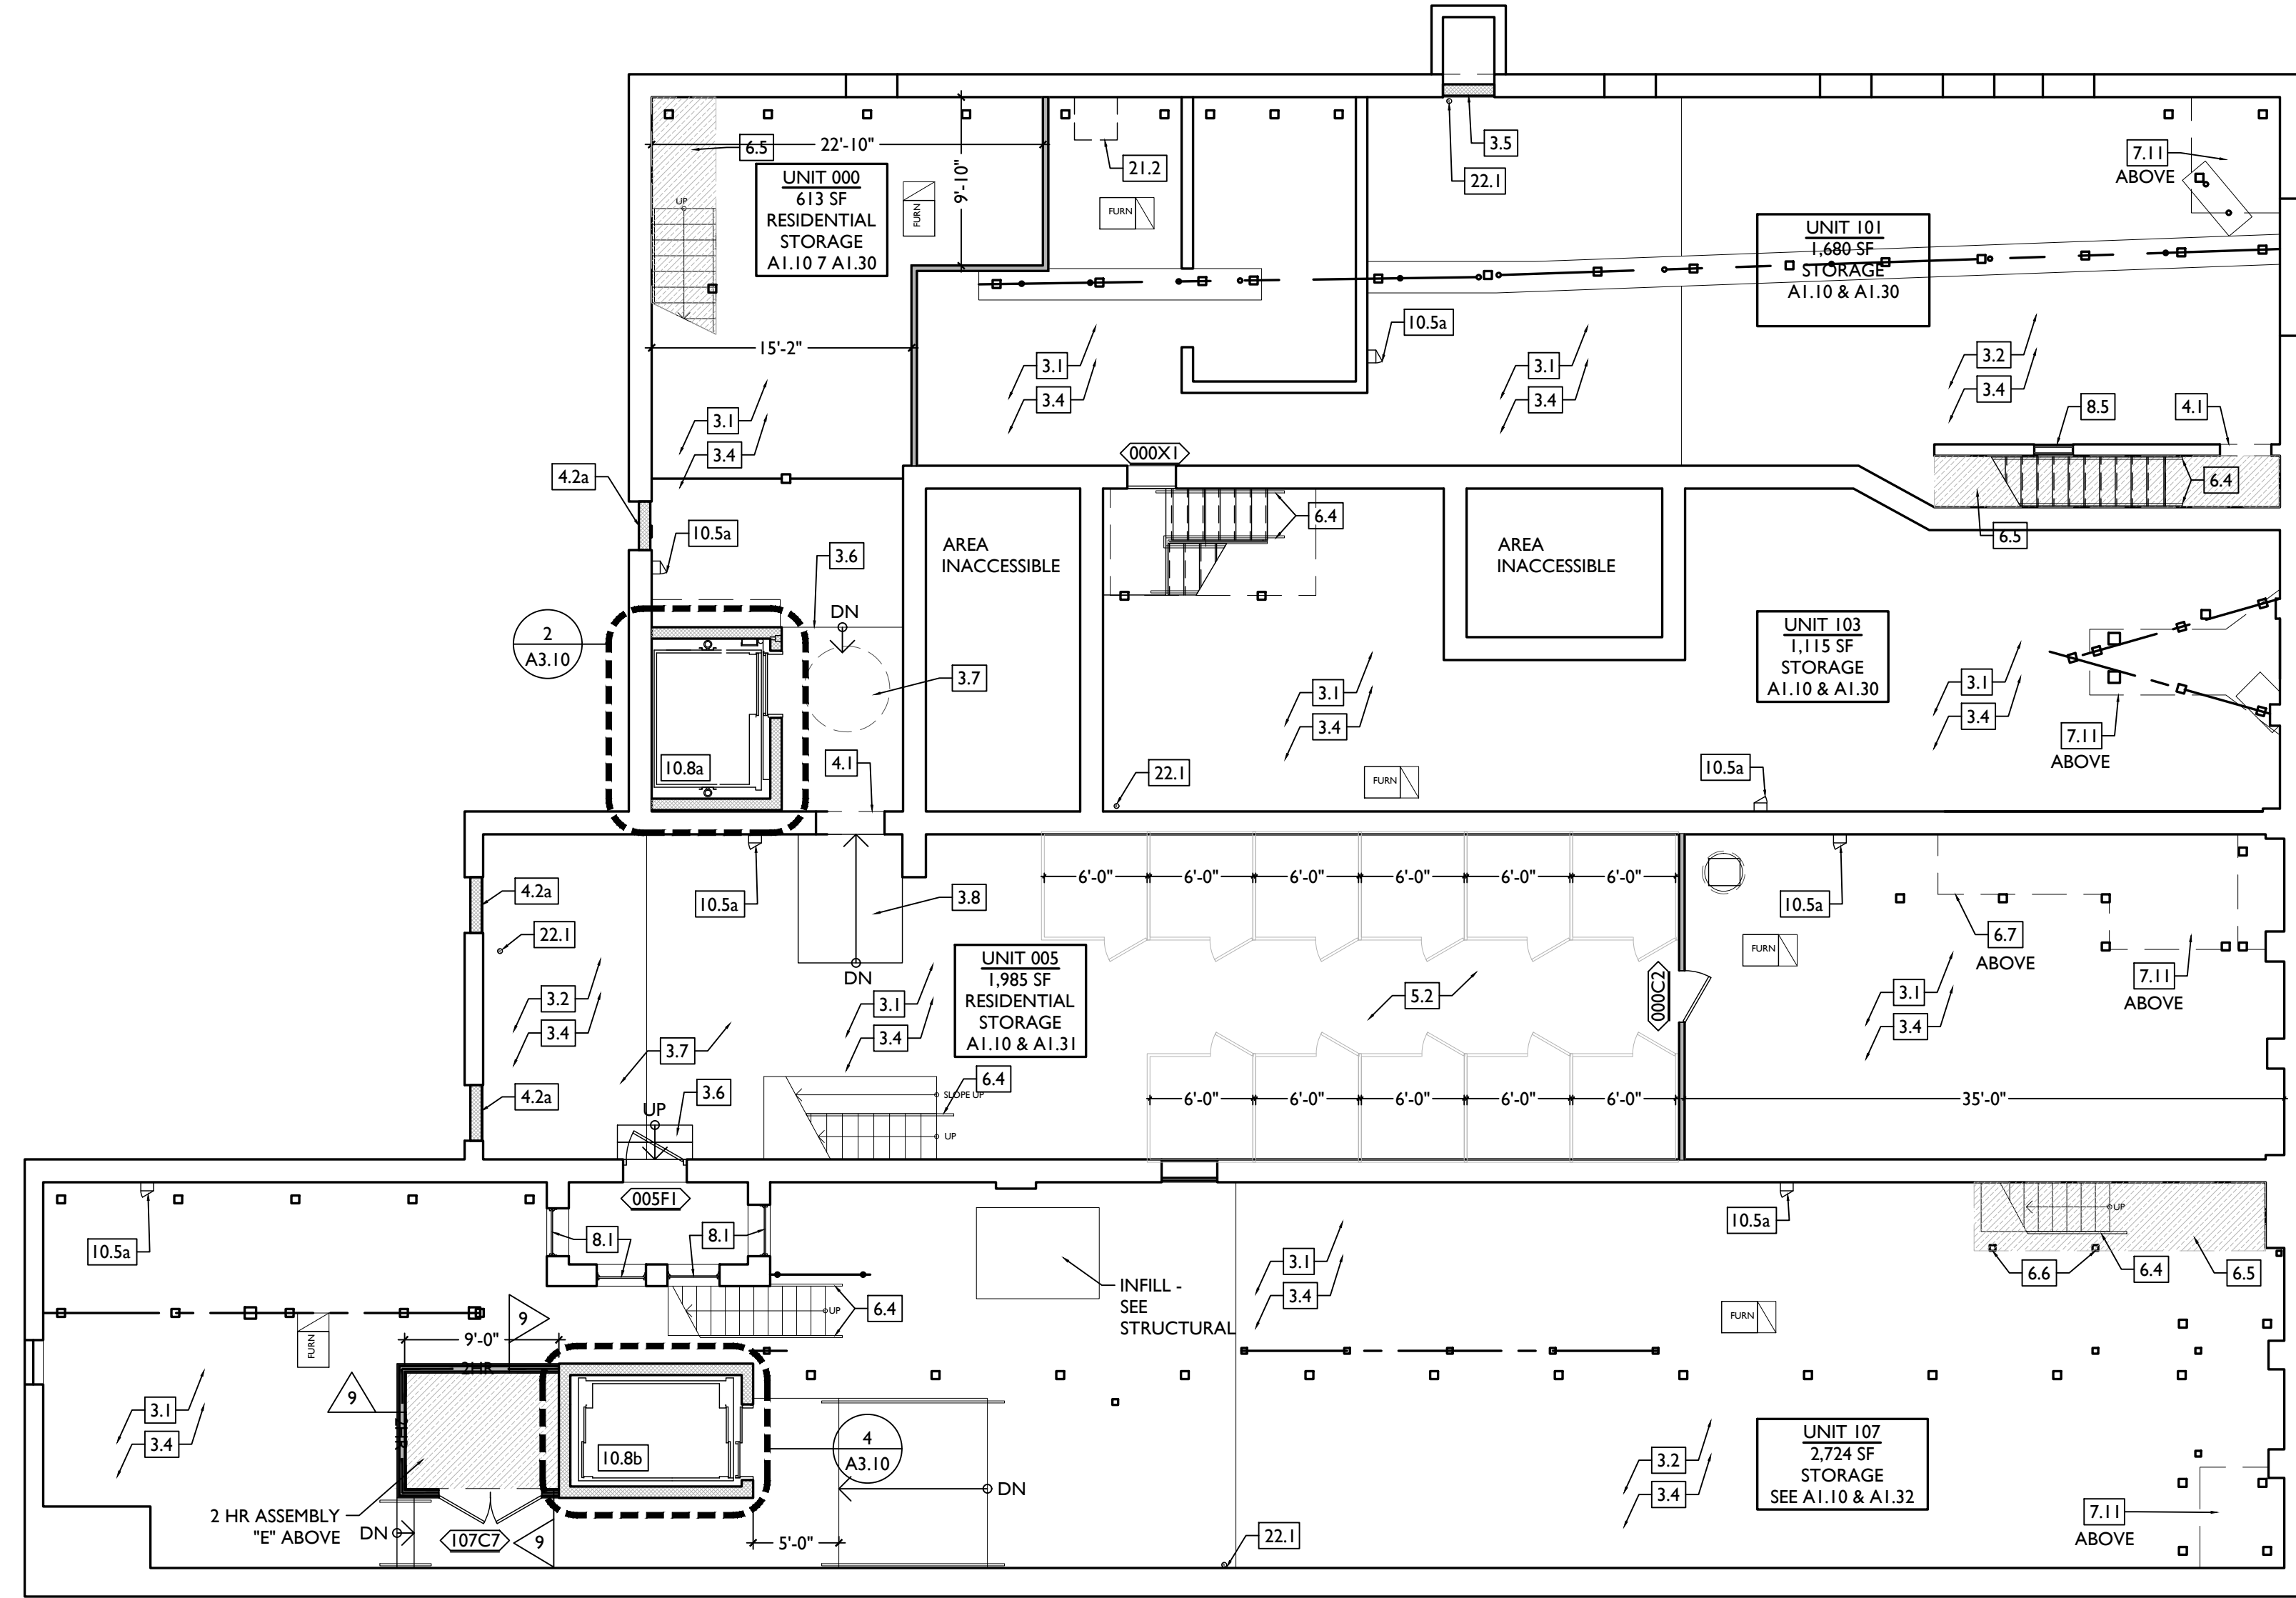 6.5
22'-10"
9'-10"
21.2
3.5
22.1
7.11
ABOVE
UNIT 000
613 SF
RESIDENTIAL
STORAGE
A1.10 7 A1.30
FURN
FURN
UP
UNIT 101
1,680 SF
STORAGE
A1.10 & A1.30
15'-2"
10.5a
3.1
3.4
3.1
3.4
3.1
3.4
3.2
3.4
8.5
4.1
000X1
4.2a
10.5a
6.4
6.4
6.5
AREA
INACCESSIBLE
AREA
INACCESSIBLE
3.6
DN
2
A3.10
3.7
UNIT 103
1,115 SF
STORAGE
A1.10 & A1.30
3.1
3.4
3.1
3.4
7.11
ABOVE
10.8a
4.1
22.1
FURN
10.5a
4.2a
22.1
10.5a
3.8
DN
6'-0"
6'-0"
6'-0"
6'-0"
6'-0"
6'-0"
10.5a
FURN
6.7
ABOVE
7.11
ABOVE
UNIT 005
1,985 SF
RESIDENTIAL
STORAGE
A1.10 & A1.31
3.2
3.4
3.1
3.4
5.2
000C2
3.1
3.4
3.7
3.6
UP
4.2a
6.4
SLOPE UP
UP
6'-0"
6'-0"
6'-0"
6'-0"
6'-0"
35'-0"
005F1
8.1
8.1
10.5a
10.5a
UP
6.6
6.4
6.5
3.1
3.4
INFILL -
SEE
STRUCTURAL
UP
6.4
FURN
FURN
9'-0"
9
2HR
9
2HR
3.1
3.4
10.8b
4
A3.10
DN
3.2
3.4
UNIT 107
2,724 SF
STORAGE
SEE A1.10 & A1.32
2 HR ASSEMBLY
"E" ABOVE
DN
107C7
9
5'-0"
22.1
7.11
ABOVE